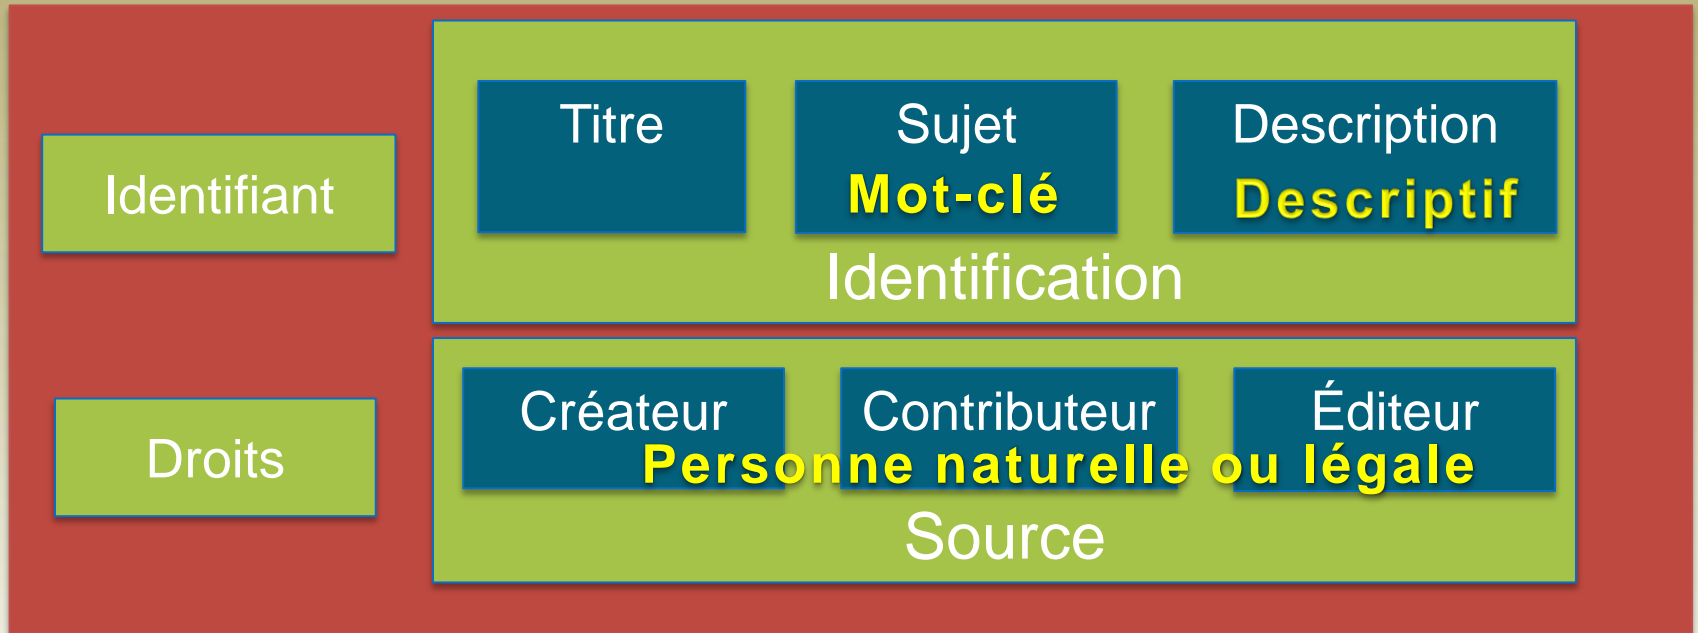 Identifiant
Titre
Sujet
Mot-clé
Description
Descriptif
Identification
Droits
Créateur
Contributeur
Éditeur
Personne naturelle ou légale
Source